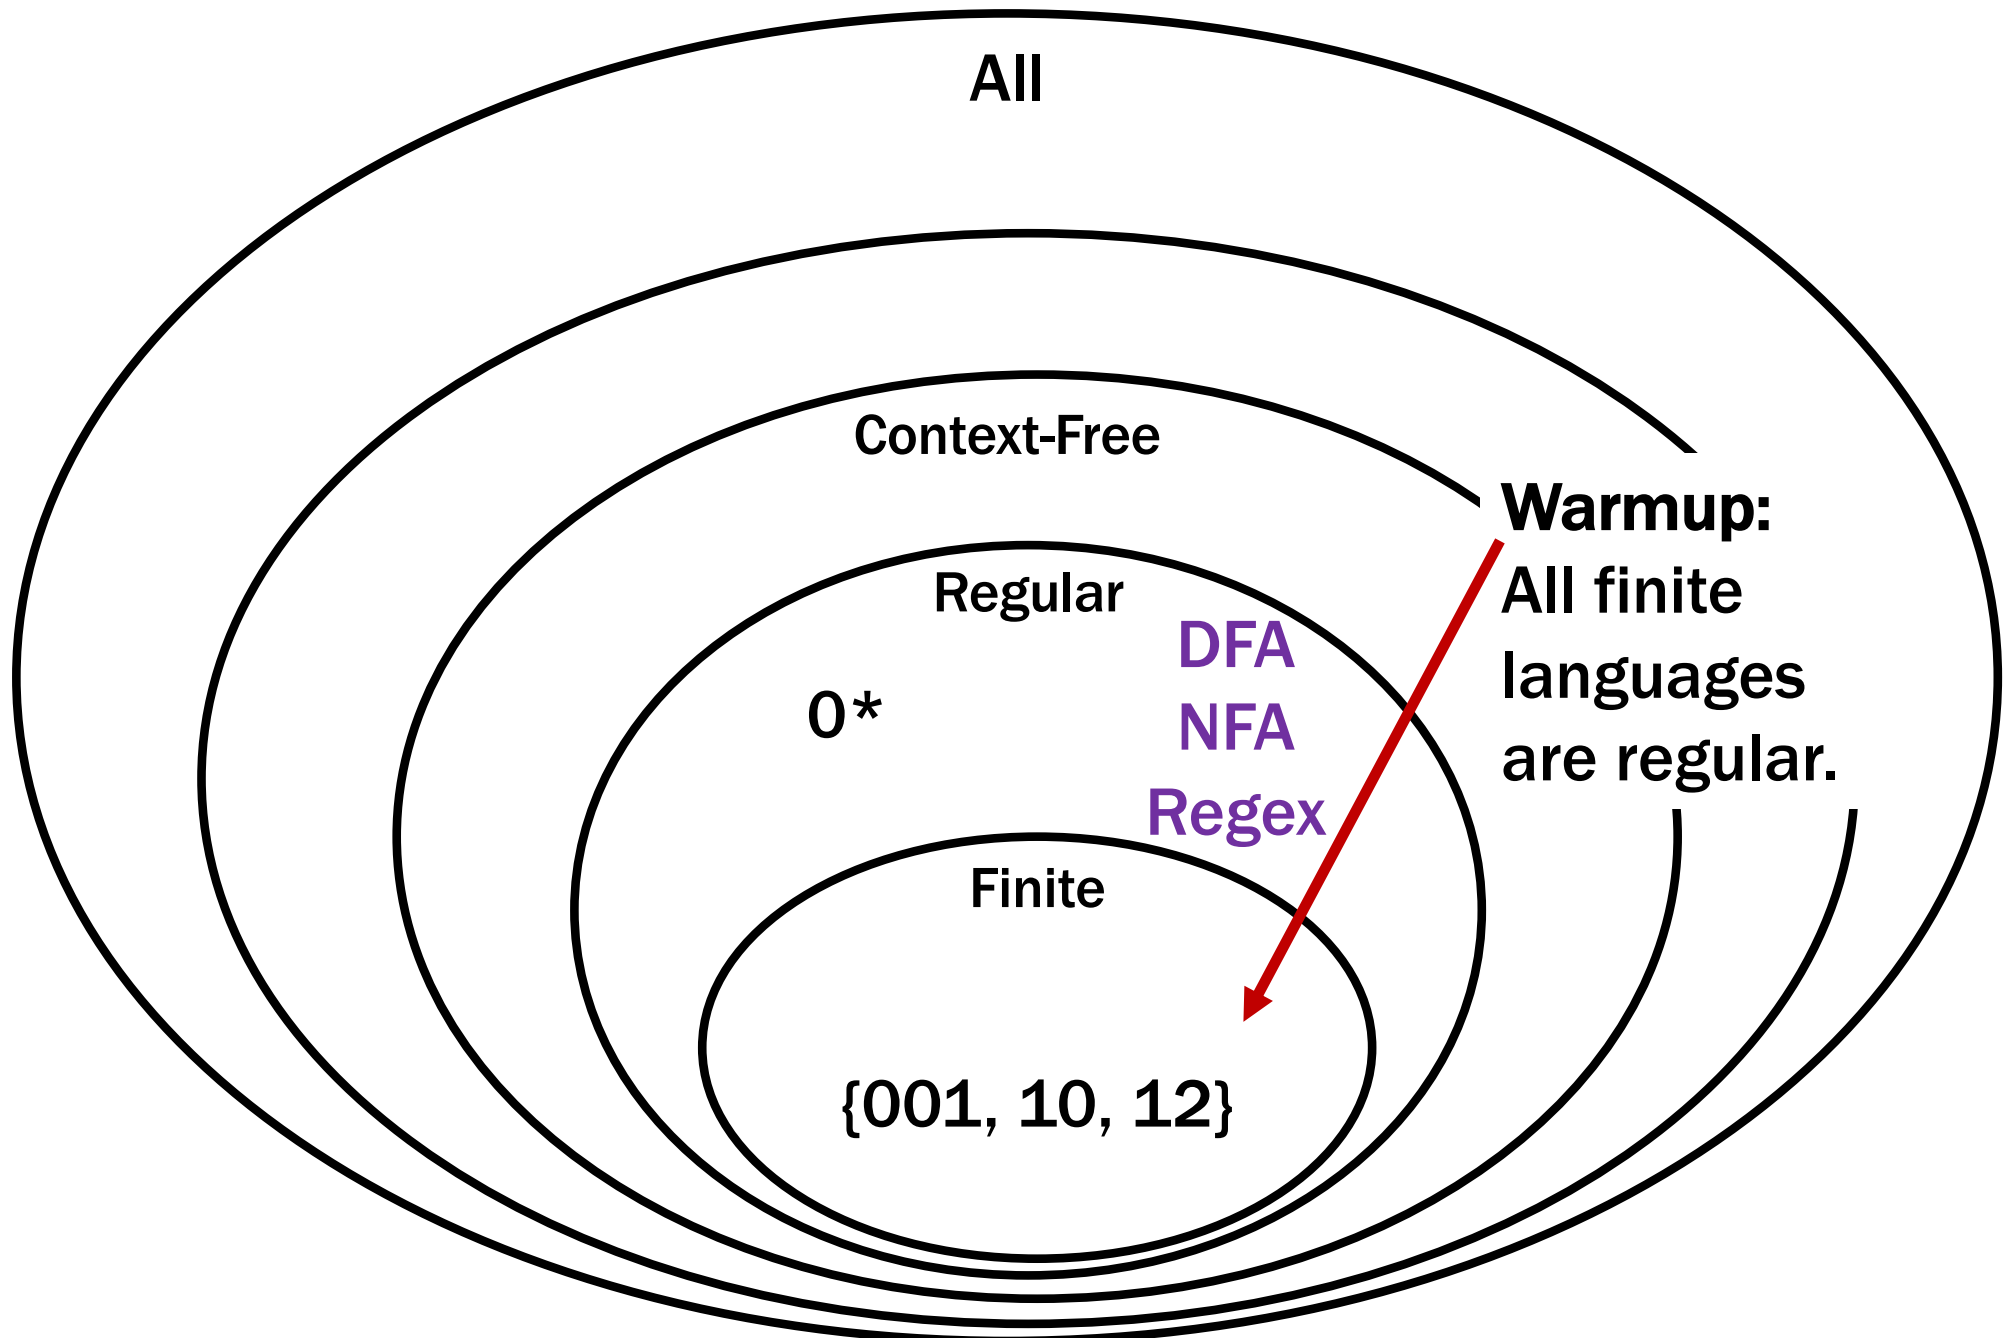 All
Context-Free
Warmup:
All finite
languages
are regular.
Regular
DFA
NFA
Regex
0*
Finite
{001, 10, 12}